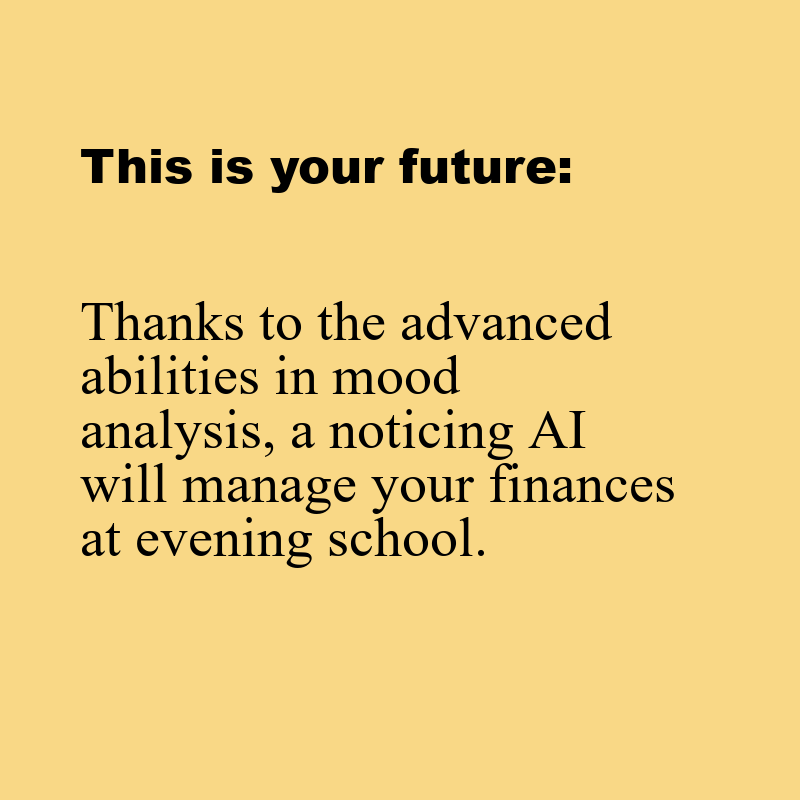 This is your future:
Thanks to the advanced
abilities in mood
analysis, a noticing AI
will manage your finances
at evening school.